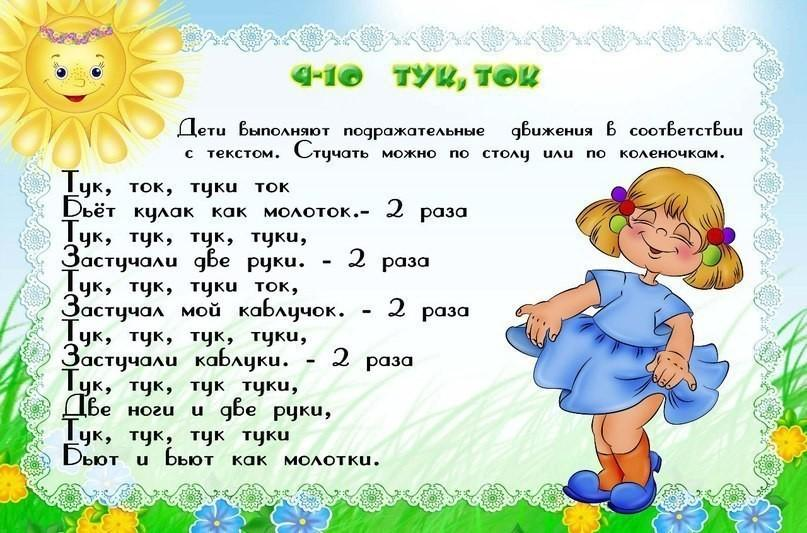 4-10 ТУК, ТОК
Дети выполняют подражательные движения в соответствии
с текстом. Стучать можно по столу или по коленочкам.
Тук, ток, туки ток
Бьёт кулак как молоток.- 2 раза
Тук, тук, тук, туки,
Застучали две руки. - 2 раза
Тук, тук, туки ток,
Застучал мой каблучок. - 2 раза
Тук, тук, тук, туки,
Застучали каблуки. - 2 раза
Тук, тук, тук туки,
Две ноги и две руки,
Тук, тук, тук туки
Бьют и бьют как молотки.